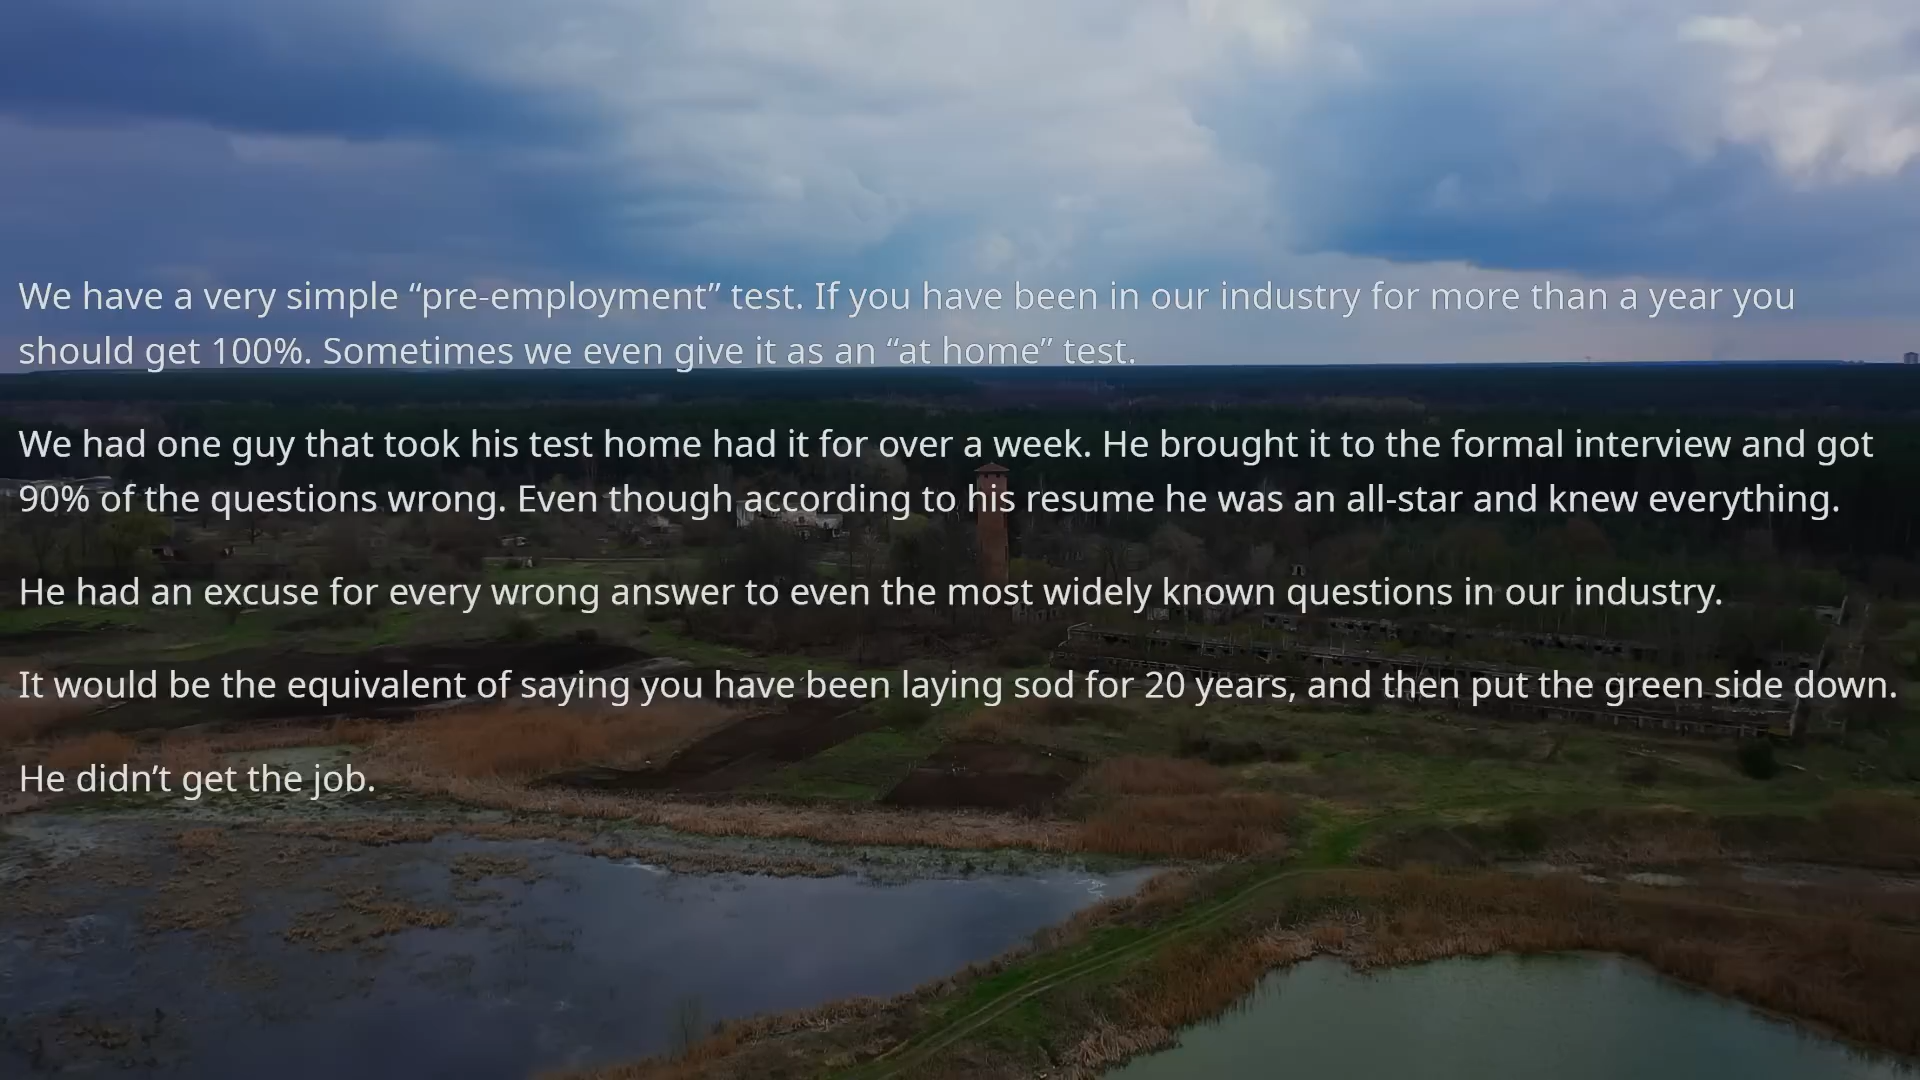 We have a very simple “pre-employment” test. If you have been in our industry for more than a year you
should get 100%. Sometimes we even give it as an “at home” test.
We had one guy that took his test home had it for over a week. He brought it to the formal interview and got
90% of the questions wrong. Even though according to his resume he was an all-star and knew everything.
He had an excuse for every wrong answer to even the most widely known questions in our industry.
It would be the equivalent of saying you have been laying sod for 20 years, and then put the green side down.
He didn’t get the job.